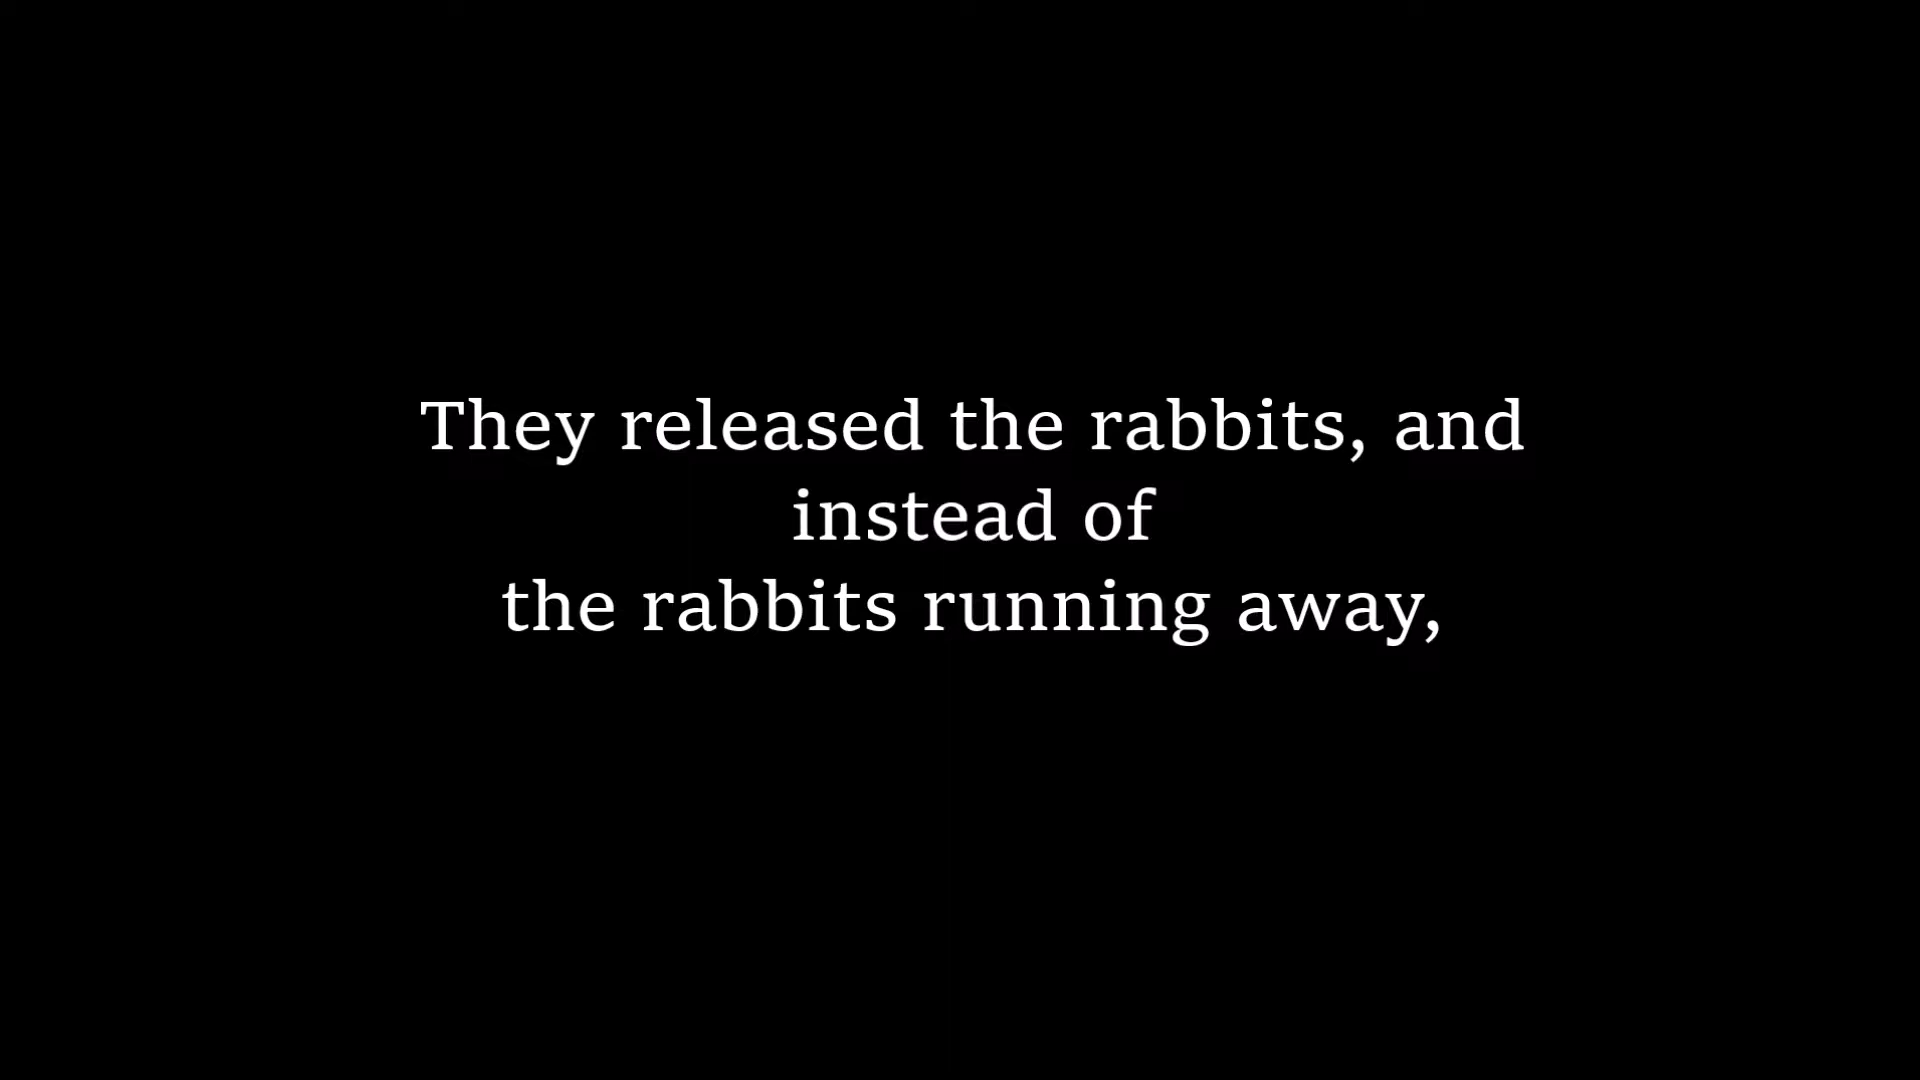 They released the rabbits, and
instead of
the rabbits running away,